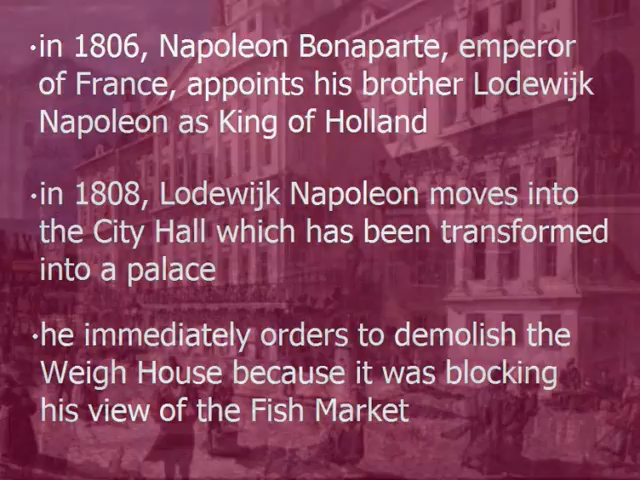 •in 1806, Napoleon Bonaparte, emperor
of France, appoints his brother Lodewijk
Napoleon as King of Holland
•in 1808, Lodewijk Napoleon moves into
the City Hall which has been transformed
into a palace
•he immediately orders to demolish the
Weigh House because it was blocking
his view of the Fish Market